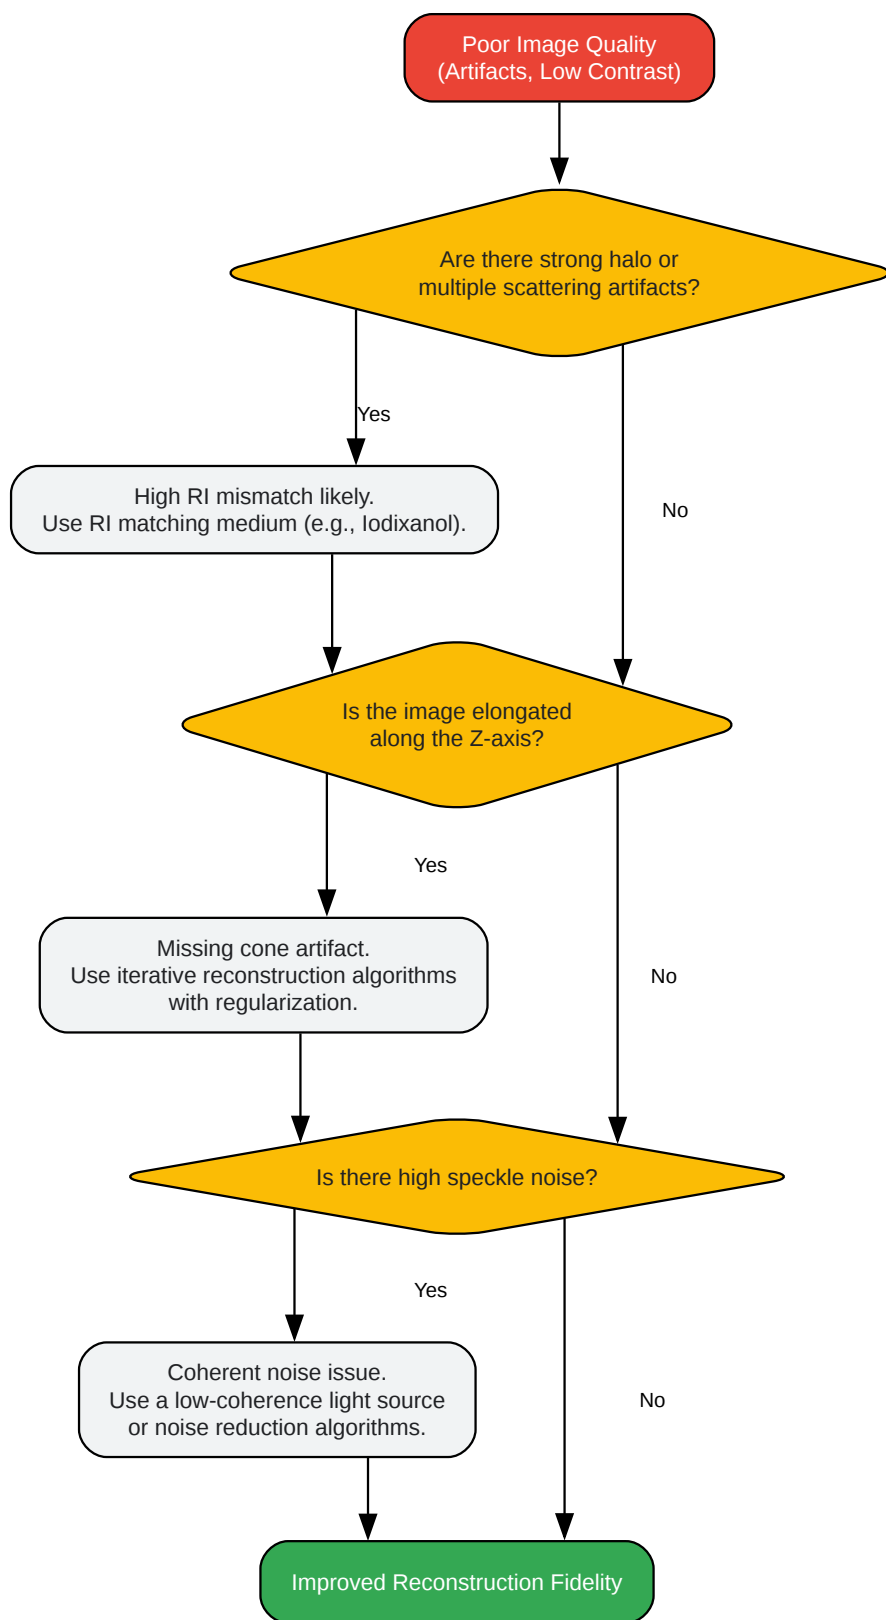 Poor Image Quality
(Artifacts, Low Contrast)
Are there strong halo or
multiple scattering artifacts?
Yes
High RI mismatch likely.
Use RI matching medium (e.g., Iodixanol).
No
Is the image elongated
along the Z-axis?
Yes
Missing cone artifact.
Use iterative reconstruction algorithms
with regularization.
No
Is there high speckle noise?
Yes
Coherent noise issue.
Use a low-coherence light source
or noise reduction algorithms.
No
Improved Reconstruction Fidelity